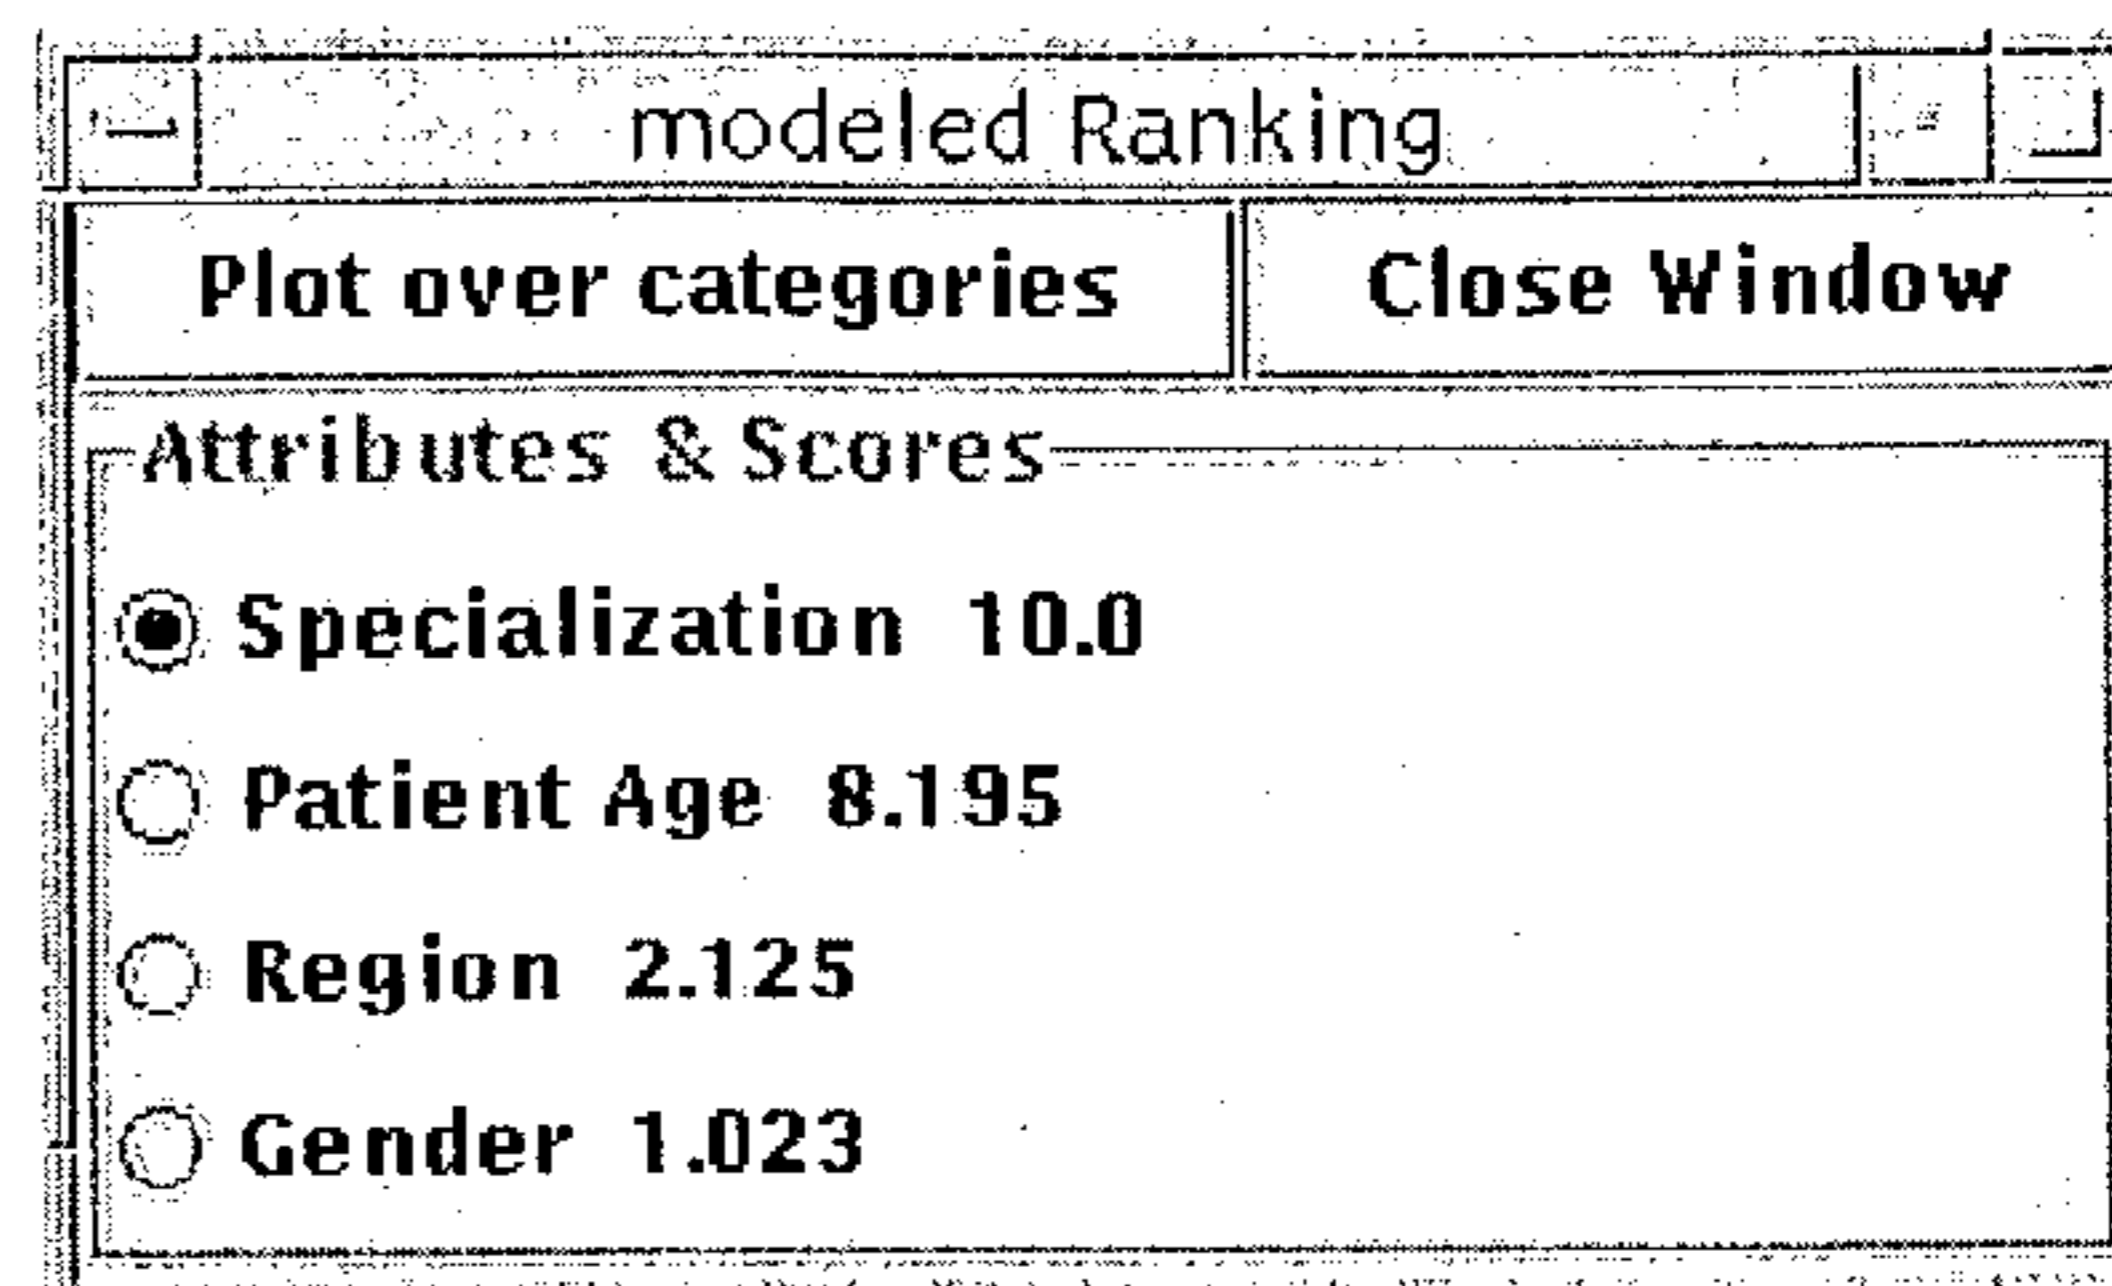 modeled Ranking
Plot over categories Close Window
Attributes & Scores
Specialization 10.0
Patient Age 8.195
Region 2.125
Gender 1.023